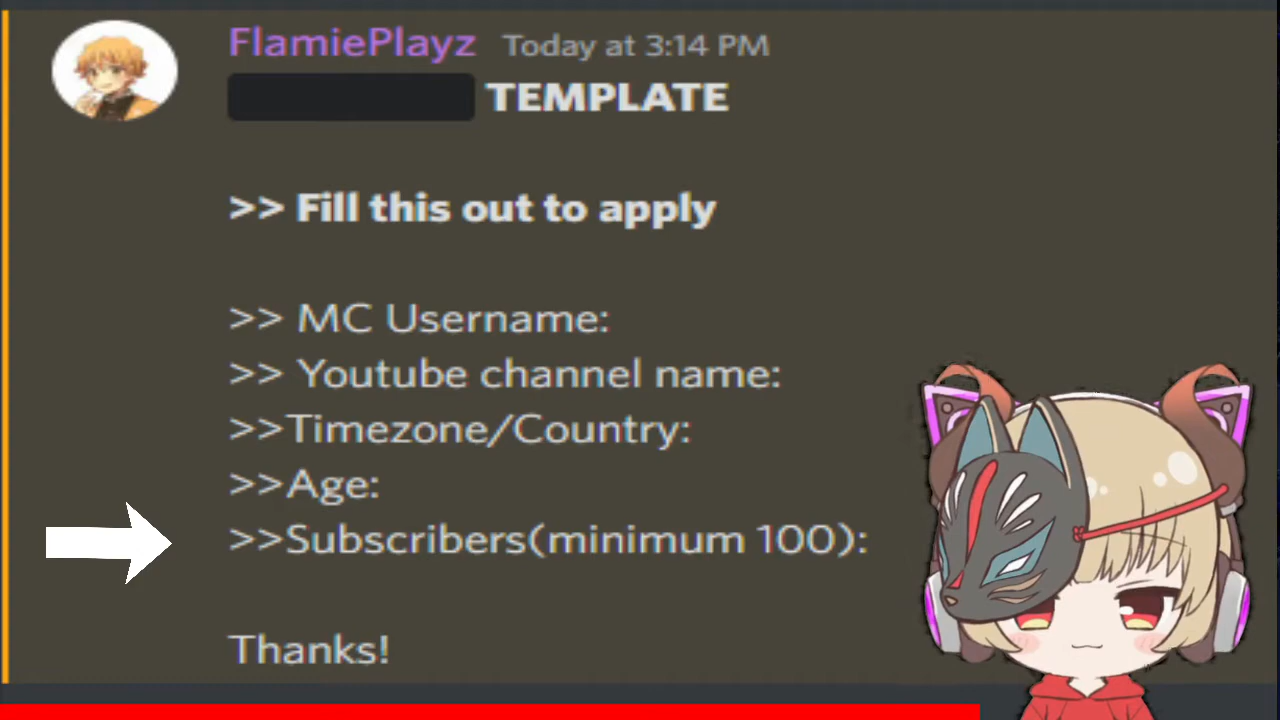 FlamiePlayz Today at 3:14 PM
TEMPLATE
>> Fill this out to apply
>> MC Username:
>> Youtube channel name:
>>Timezone/Country:
>>Age:
>>Subscribers(minimum 100):
Thanks!